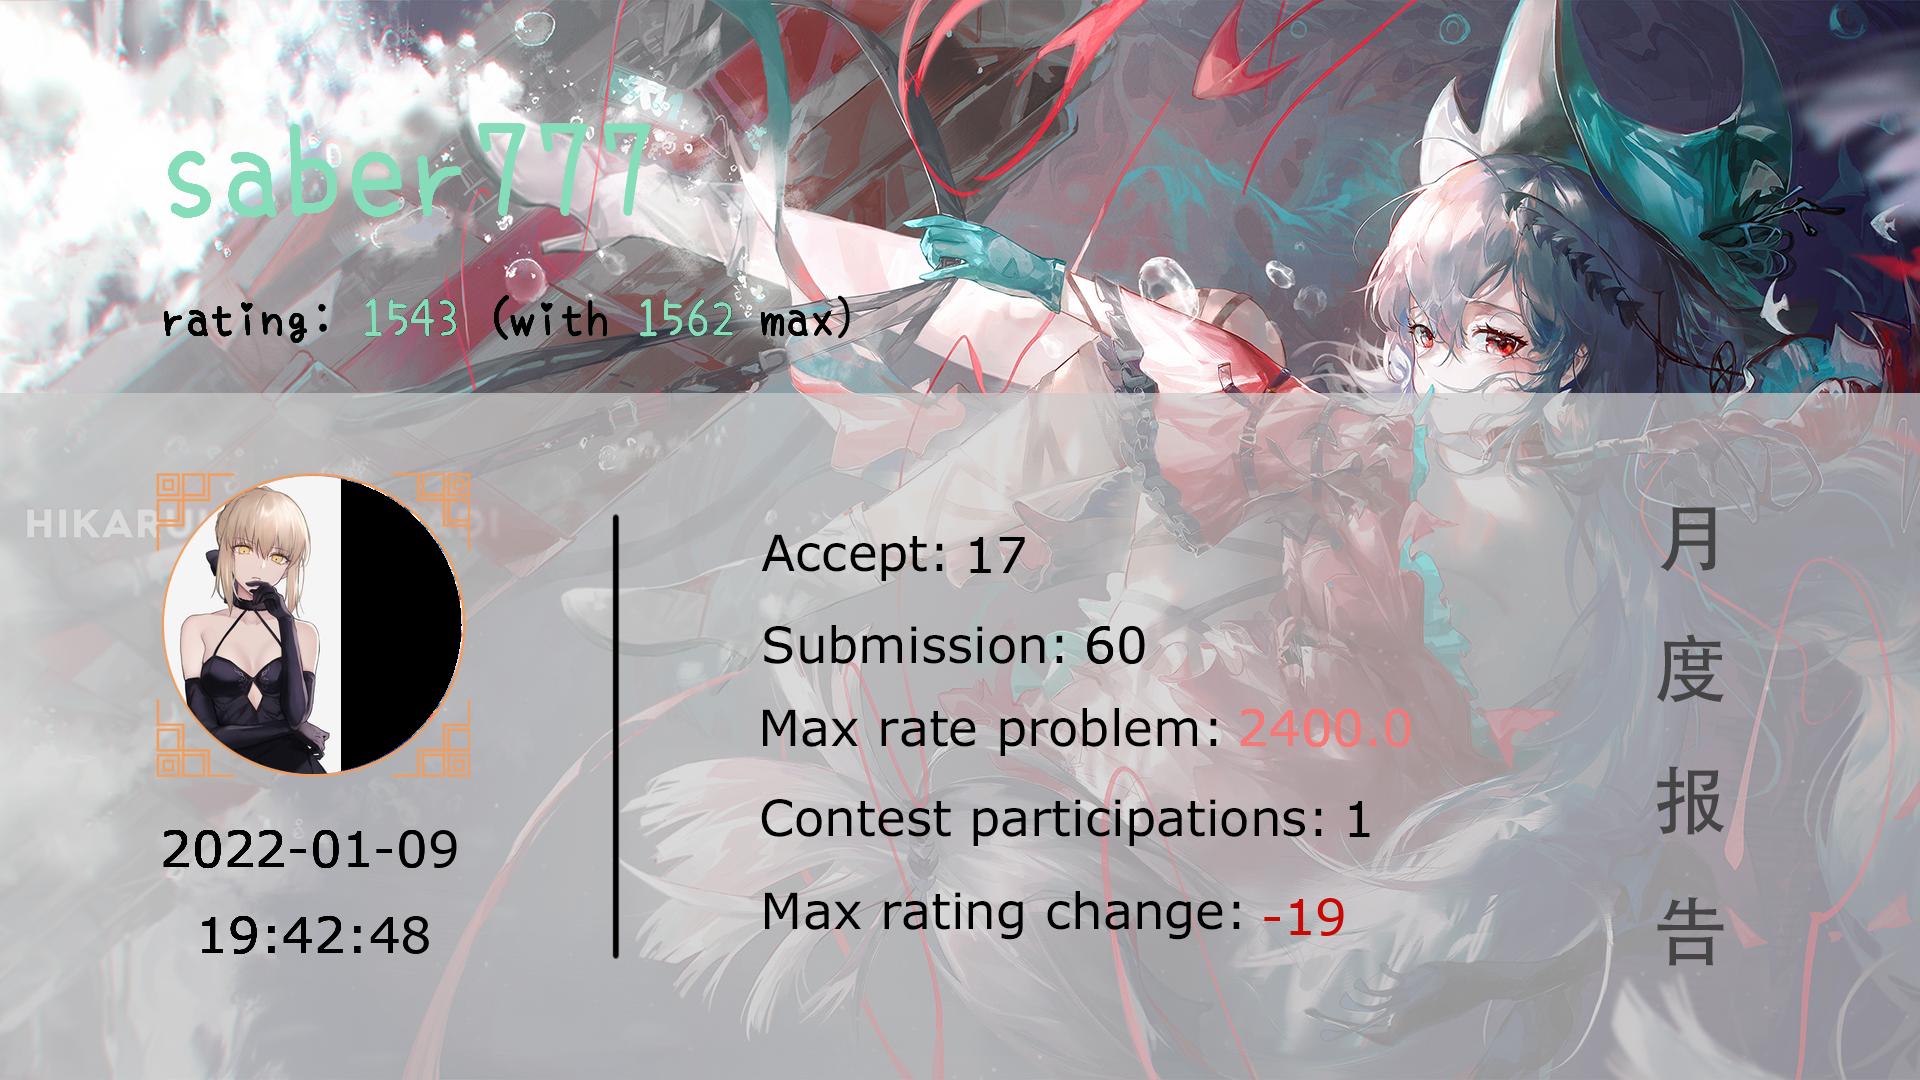 saber777
rating: 1543 (with 1562 max)
HIKARU
2022-01-09
19:42:48
Accept: 17
Submission: 60
Max rate problem: 2400.0
Contest participations: 1
Max rating change: -19
月度报告